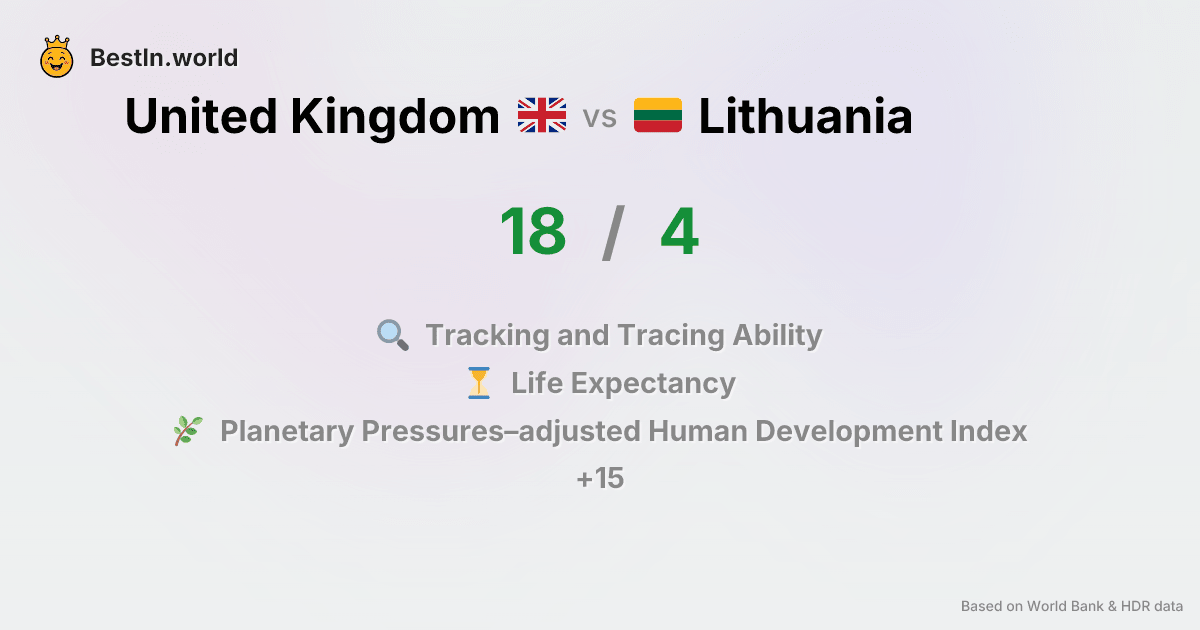 BestIn.world
United Kingdom vs Lithuania
18 / 4
Tracking and Tracing Ability
Life Expectancy
Planetary Pressures–adjusted Human Development Index
+15
Based on World Bank & HDR data